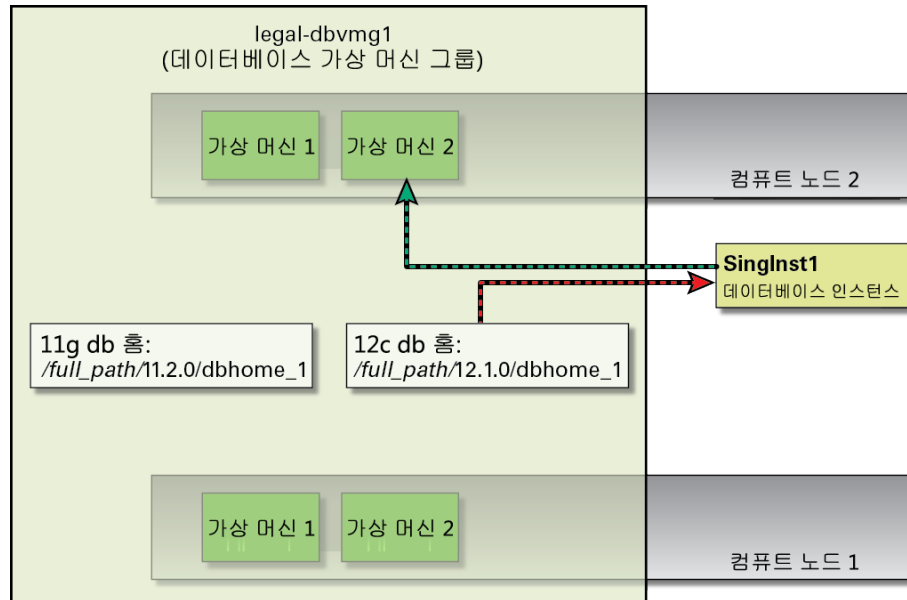 legal-dbvmg1
(데이터베이스 가상 머신 그룹)
가상 머신 1
가상 머신 2
컴퓨트 노드 2
SingInst1
데이터베이스 인스턴스
11g db 홈:
/full_path/11.2.0/dbhome_1
12c db 홈:
/full_path/12.1.0/dbhome_1
가상 머신 1
가상 머신 2
컴퓨트 노드 1